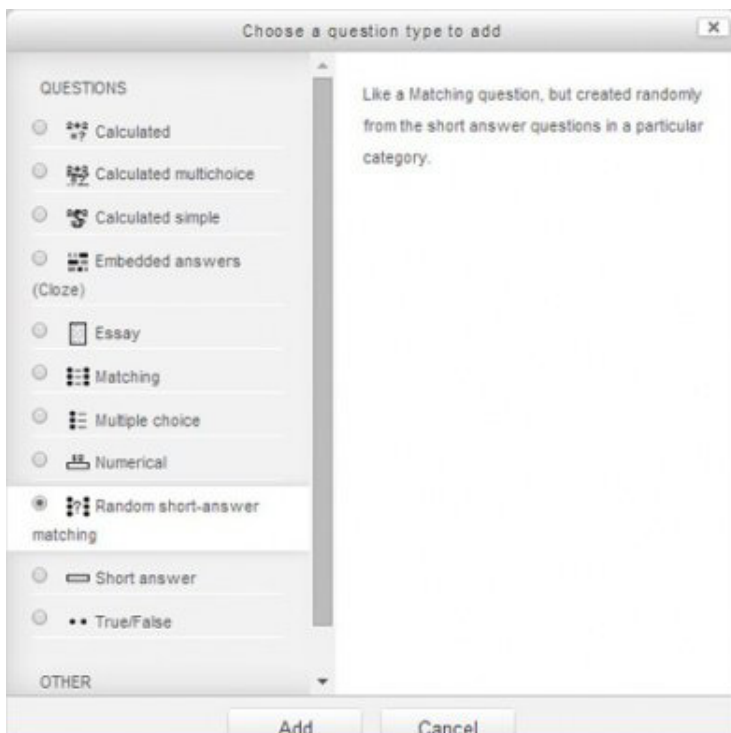 Choose a question type to add
QUESTIONS
Calculated
Calculated multichoice
Calculated simple
Embedded answers
(Cloze)
Essay
Matching
Multiple choice
Numerical
Random short-answer
matching
Short answer
True/False
OTHER
Like a Matching question, but created randomly
from the short answer questions in a particular
category.
Add
Cancel